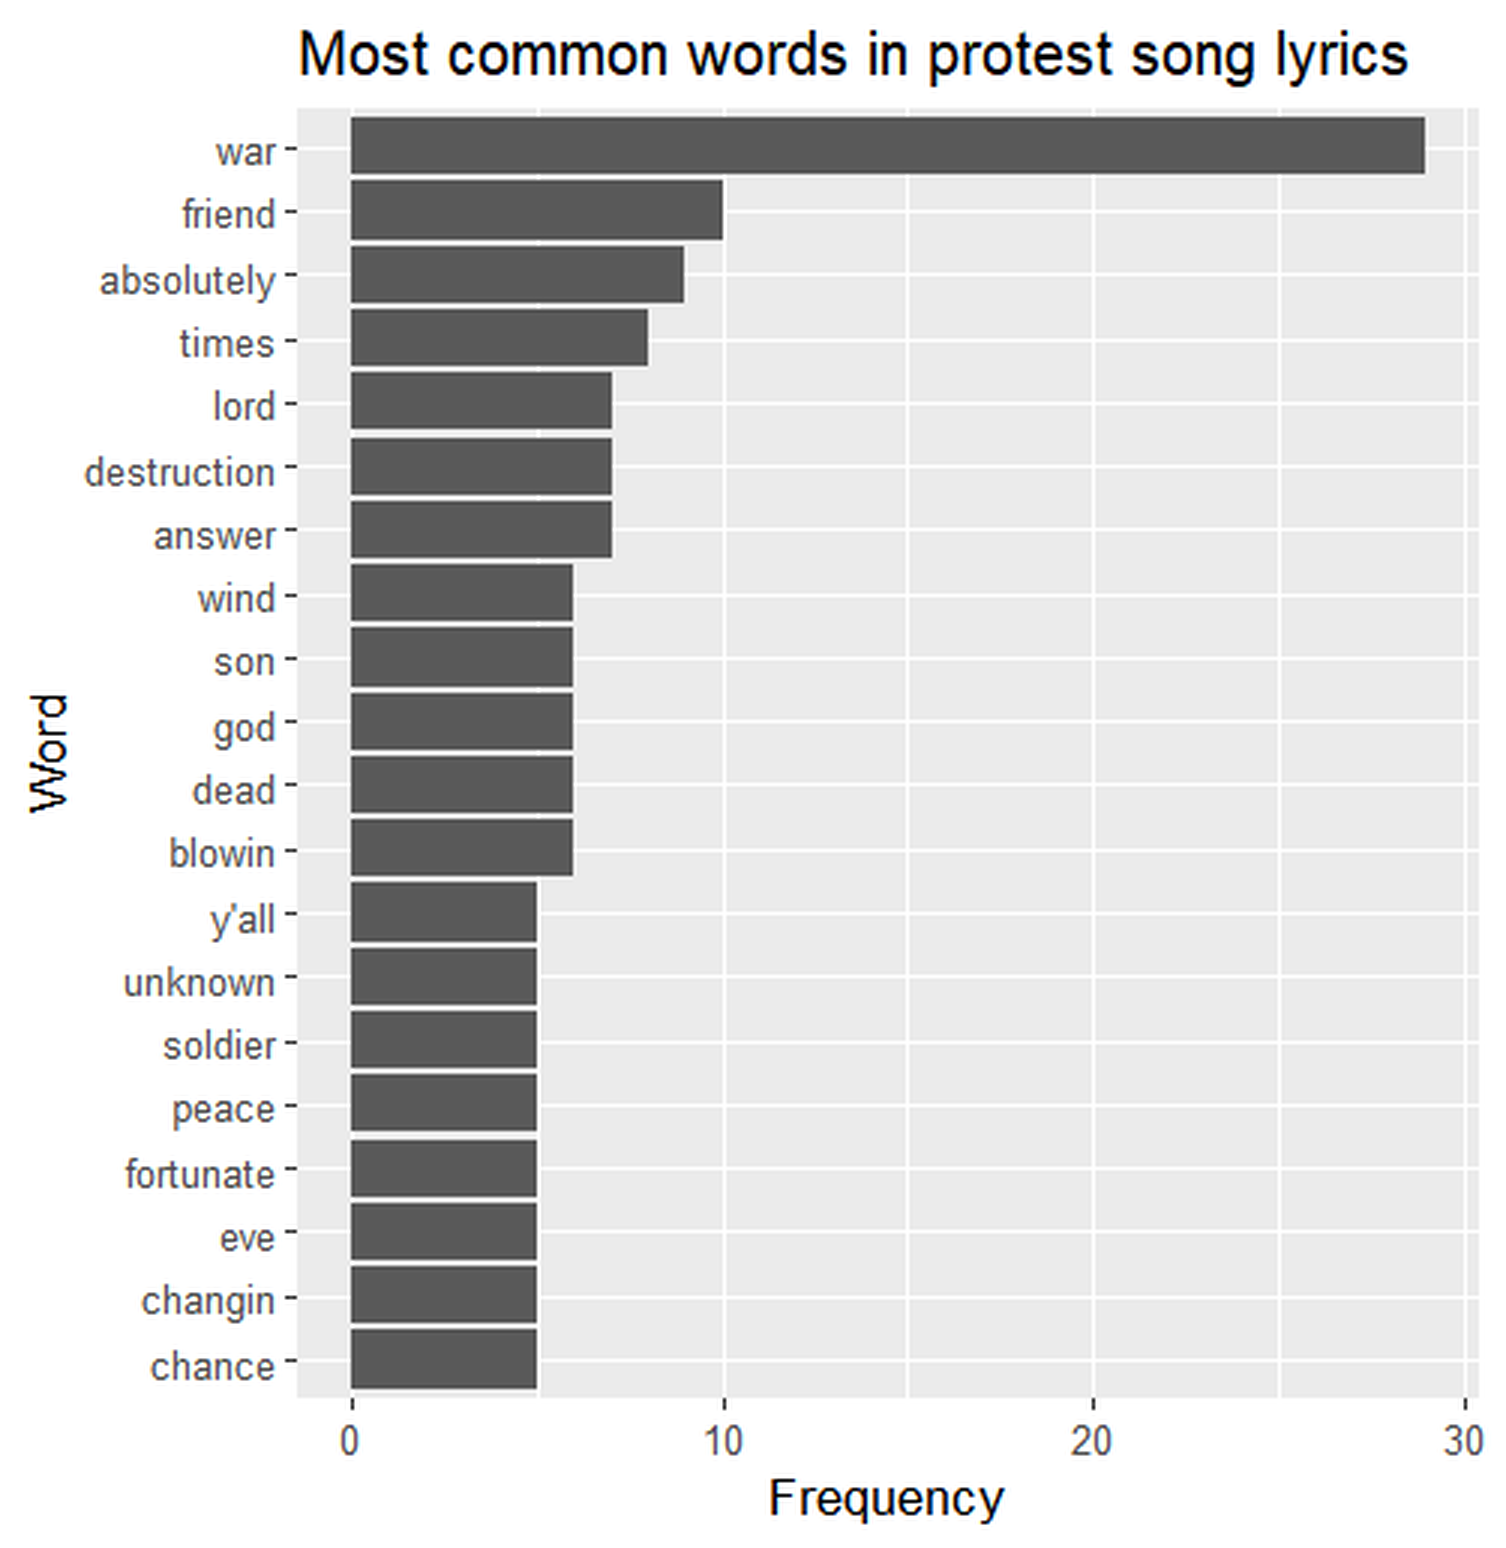 Most common words in protest song lyrics
war
friend
absolutely
times
lord
destruction
answer
wind
son
god
dead
blowin
y'all
unknown
soldier
peace
fortunate
eve
changin
chance
Word
0 10 20 30
Frequency